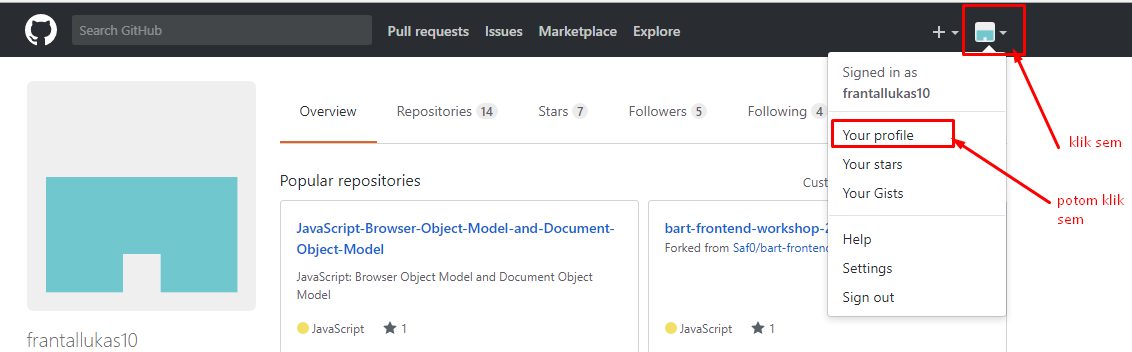 Search GitHub
Pull requests Issues Marketplace Explore
klik sem
potom klik
sem
Signed in as
frantallukas10
Your profile
Your stars
Your Gists
Help
Settings
Sign out
Overview Repositories 14 Stars 7 Followers 5 Following 4
Popular repositories
Cust
JavaScript-Browser-Object-Model-and-Document-
Object-Model
JavaScript: Browser Object Model and Document Object
Model
JavaScript 1
bart-frontend-workshop-2
Forked from Saf0/bart-frontend
JavaScript 1
frantallukas10